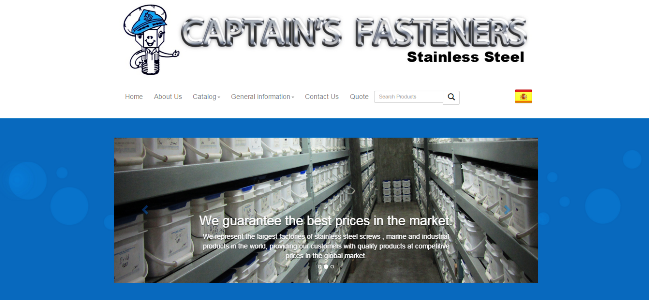 CAPTAIN'S FASTENERS
Stainless Steel
Home About Us Catalog General information Contact Us Quote Search Products
We guarantee the best prices in the market.
We represent the largest factories of stainless steel screws , marine and industrial
products in the world, providing our customers with quality products at competitive
prices in the global market.